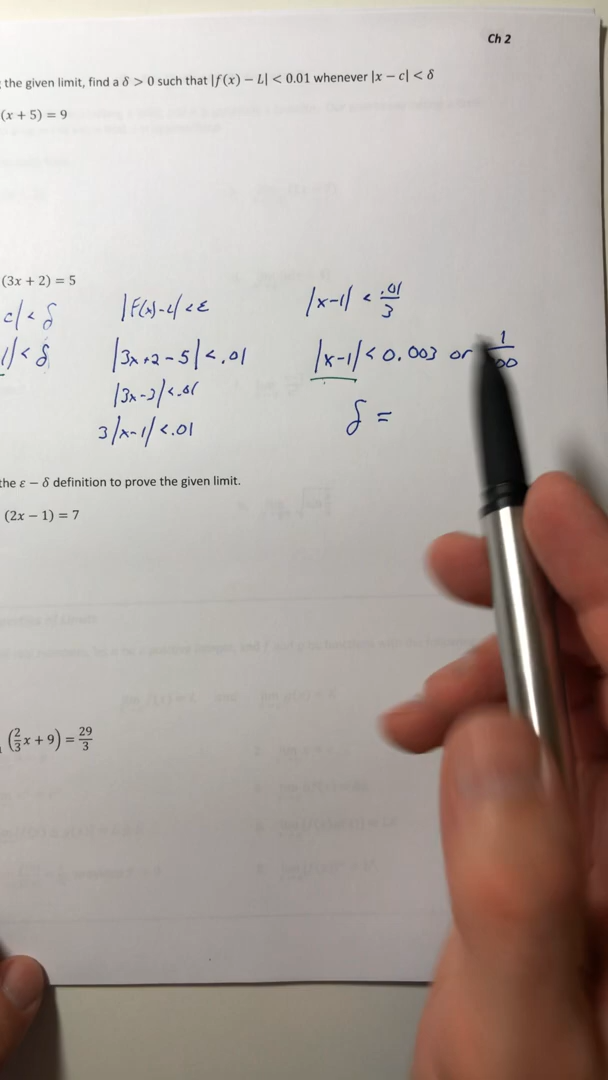 Ch 2
the given limit, find a δ > 0 such that |f(x) − L| < 0.01 whenever |x − c| < δ
(x + 5) = 9
(3x + 2) = 5
c| < δ
|F(x)-L| < ε
|x-1| < .01/3
| < δ
|3x+2-5| < .01
|x-1| < 0.003 or 1/
|3x-3| < .01
δ =
3|x-1| < .01
the ε − δ definition to prove the given limit.
(2x − 1) = 7
(2/3 x + 9) = 29/3